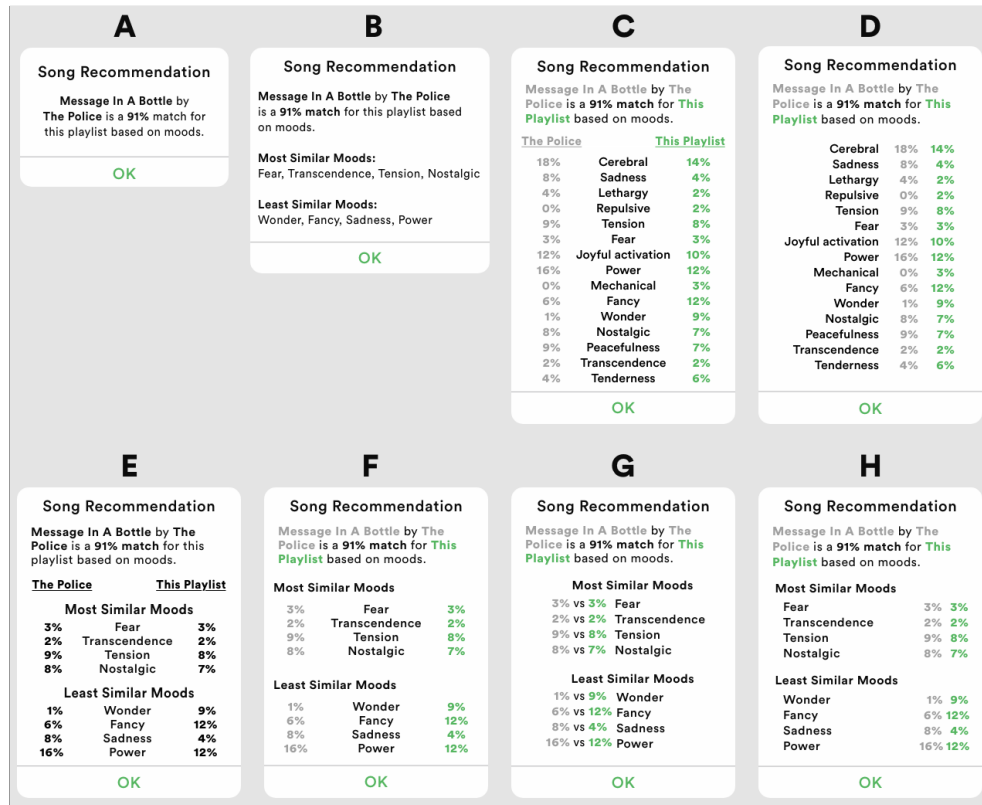 A
Song Recommendation
Message In A Bottle by
The Police is a 91% match for
this playlist based on moods.
OK
B
Song Recommendation
Message In A Bottle by The Police
is a 91% match for this playlist based
on moods.
Most Similar Moods:
Fear, Transcendence, Tension, Nostalgic
Least Similar Moods:
Wonder, Fancy, Sadness, Power
OK
C
Song Recommendation
Message In A Bottle by The
Police is a 91% match for This
Playlist based on moods.
The Police This Playlist
18% Cerebral 14%
8% Sadness 4%
4% Lethargy 2%
0% Repulsive 2%
9% Tension 8%
3% Fear 3%
12% Joyful activation 10%
16% Power 12%
0% Mechanical 3%
6% Fancy 12%
1% Wonder 9%
8% Nostalgic 7%
9% Peacefulness 7%
2% Transcendence 2%
4% Tenderness 6%
OK
D
Song Recommendation
Message In A Bottle by The
Police is a 91% match for This
Playlist based on moods.
Cerebral 18% 14%
Sadness 8% 4%
Lethargy 4% 2%
Repulsive 0% 2%
Tension 9% 8%
Fear 3% 3%
Joyful activation 12% 10%
Power 16% 12%
Mechanical 0% 3%
Fancy 6% 12%
Wonder 1% 9%
Nostalgic 8% 7%
Peacefulness 9% 7%
Transcendence 2% 2%
Tenderness 4% 6%
OK
E
Song Recommendation
Message In A Bottle by The
Police is a 91% match for this
playlist based on moods.
The Police This Playlist
Most Similar Moods
3% Fear 3%
2% Transcendence 2%
9% Tension 8%
8% Nostalgic 7%
Least Similar Moods
1% Wonder 9%
6% Fancy 12%
8% Sadness 4%
16% Power 12%
OK
F
Song Recommendation
Message In A Bottle by The
Police is a 91% match for This
Playlist based on moods.
Most Similar Moods
3% Fear 3%
2% Transcendence 2%
9% Tension 8%
8% Nostalgic 7%
Least Similar Moods
1% Wonder 9%
6% Fancy 12%
8% Sadness 4%
16% Power 12%
OK
G
Song Recommendation
Message In A Bottle by The
Police is a 91% match for This
Playlist based on moods.
Most Similar Moods
3% vs 3% Fear
2% vs 2% Transcendence
9% vs 8% Tension
8% vs 7% Nostalgic
Least Similar Moods
1% vs 9% Wonder
6% vs 12% Fancy
8% vs 4% Sadness
16% vs 12% Power
OK
H
Song Recommendation
Message In A Bottle by The
Police is a 91% match for This
Playlist based on moods.
Most Similar Moods
Fear 3% 3%
Transcendence 2% 2%
Tension 9% 8%
Nostalgic 8% 7%
Least Similar Moods
Wonder 1% 9%
Fancy 6% 12%
Sadness 8% 4%
Power 16% 12%
OK